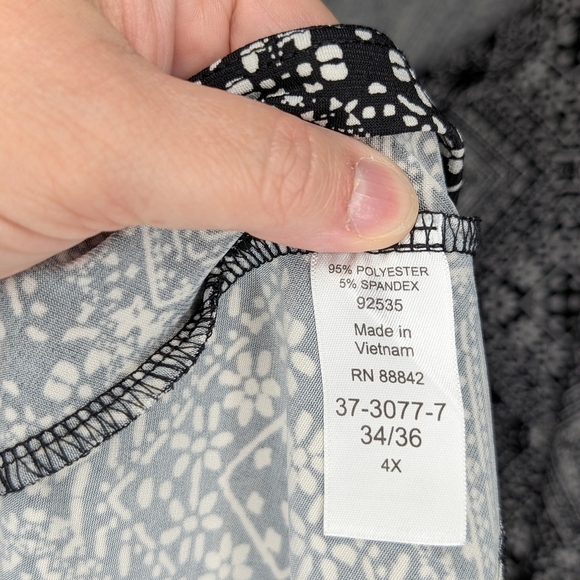 95% POLYESTER
5% SPANDEX
92535
Made in
Vietnam
RN 88842
37-3077-7
34/36
4X